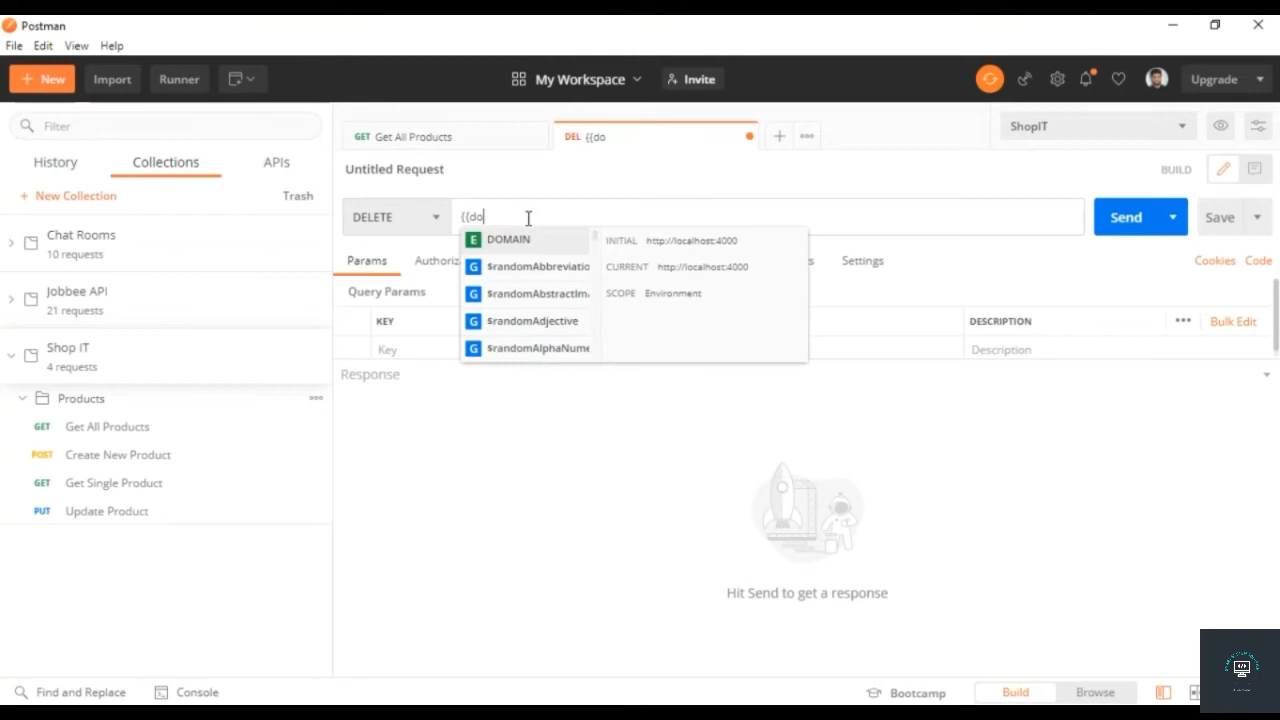 Postman
File Edit View Help
New Import Runner My Workspace Invite Upgrade
Filter
History Collections APIs
New Collection Trash
Chat Rooms
10 requests
Jobbee API
21 requests
Shop IT
4 requests
Products
GET Get All Products
POST Create New Product
GET Get Single Product
PUT Update Product
GET Get All Products DEL {{do
ShopIT
Untitled Request BUILD
DELETE {{do Send Save
Params Authoriz s Settings Cookies Code
Query Params
KEY DESCRIPTION Bulk Edit
Key Description
E DOMAIN
G $randomAbbreviatio
G $randomAbstractIma
G $randomAdjective
G $randomAlphaNume
INITIAL http://localhost:4000
CURRENT http://localhost:4000
SCOPE Environment
Response
Hit Send to get a response
Find and Replace Console Bootcamp Build Browse